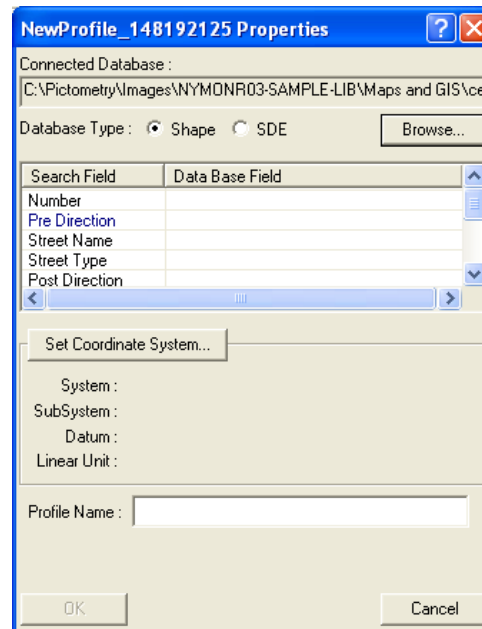 NewProfile_148192125 Properties
Connected Database :
C:\Pictometry\Images\NYMONR03-SAMPLE-LIB\Maps and GIS\ce
Database Type : Shape SDE Browse...
Search Field Data Base Field
Number
Pre Direction
Street Name
Street Type
Post Direction
Set Coordinate System...
System :
SubSystem :
Datum :
Linear Unit :
Profile Name :
OK Cancel